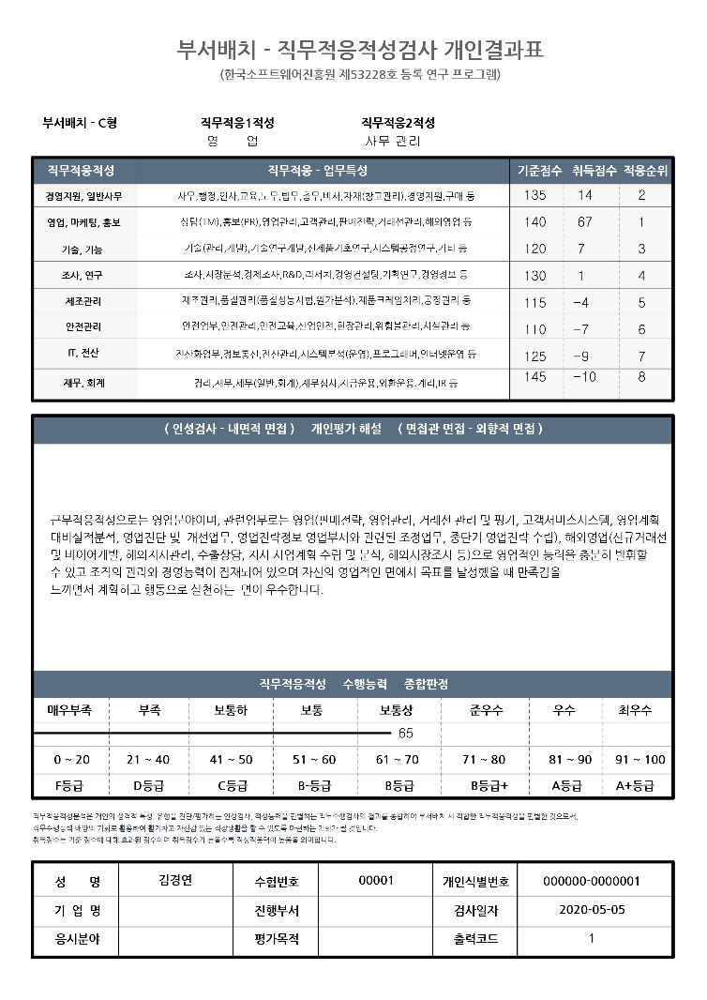 부서배치 - 직무적응적성검사 개인결과표
(한국소프트웨어진흥원 제53228호 등록 연구 프로그램)
부서배치 - C형 직무적응1적성 직무적응2적성
영 업 사무 관리
직무적응적성 직무적응 - 업무특성 기준점수 취득점수 적응순위
경영지원, 일반사무 사무,행정,인사,교육,노무,법무,총무,비서,자재(창고관리),경영지원,구매 등 135 14 2
영업, 마케팅, 홍보 상담(TM),홍보(PR),영업관리,고객관리,판매전략,거래선관리,해외영업 등 140 67 1
기술, 기능 기술(관리,개발),기술연구개발,신제품기초연구,시스템공정연구,기타 등 120 7 3
조사, 연구 조사,시장분석,경제조사,R&D,리서치,경영컨설팅,기획연구,경영정보 등 130 1 4
제조관리 제조관리,품질관리(품질성능시험,원가분석),제품크레임처리,공정관리 등 115 -4 5
안전관리 안전업무,안전관리,안전교육,산업안전,현장관리,위험물관리,시설관리 등 110 -7 6
IT, 전산 전산화업무,정보통신,전산관리,시스템분석(운영),프로그래머,인터넷운영 등 125 -9 7
재무, 회계 경리,재무,세무(일반,회계),재무심사,자금운용,외환운용.계리,IR 등 145 -10 8
( 인성검사 - 내면적 면접 ) 개인평가 해설 ( 면접관 면접 - 외향적 면접 )
근무적응적성으로는 영업분야이며, 관련업무로는 영업(판매전략, 영업관리, 거래선 관리 및 평가, 고객서비스시스템, 영업계획
대비실적분석, 영업진단 및 개선업무, 영업전략정보 영업부서와 관련된 조정업무, 중단기 영업전략 수립), 해외영업(신규거래선
및 바이어개발, 해외지사관리, 수출상담, 지사 사업계획 수립 및 분석, 해외시장조사 등)으로 영업적인 능력을 충분히 발휘할
수 있고 조직의 관리와 경영능력이 잠재되어 있으며 자신의 영업적인 면에서 목표를 달성했을 때 만족감을
느끼면서 계획하고 행동으로 실천하는 면이 우수합니다.
직무적응적성 수행능력 종합판정
매우부족 부족 보통하 보통 보통상 준우수 우수 최우수
65
0 ~ 20 21 ~ 40 41 ~ 50 51 ~ 60 61 ~ 70 71 ~ 80 81 ~ 90 91 ~ 100
F등급 D등급 C등급 B-등급 B등급 B등급+ A등급 A+등급
직무적응적성분석은 개인의 성격적 특성, 유형을 진단/평가하는 인성검사, 적성능력을 판별하는 직무수행검사의 결과를 종합하여 부서배치 시 적합한 직무적응적성을 판별한 것으로써,
직무수행능력 배양의 기회로 활용하여 활기차고 자신감 있는 직장생활을 할 수 있도록 마련하는 기회가 될 것입니다.
취득점수는 기준 점수에 대해 초과된 점수이며 취득점수가 높을수록 직장적응력이 높음을 의미합니다.
성 명 김경연 수험번호 00001 개인식별번호 000000-0000001
기 업 명 진행부서 검사일자 2020-05-05
응시분야 평가목적 출력코드 1